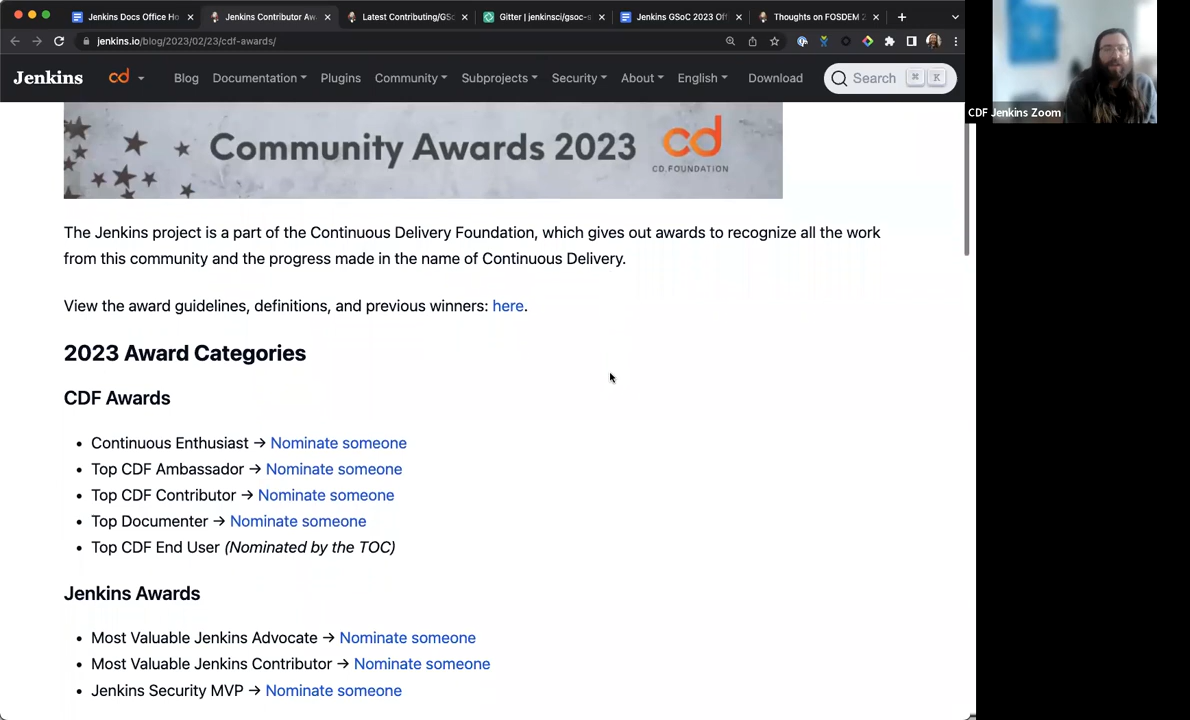 Jenkins Docs Office Ho
Jenkins Contributor Aw
Latest Contributing/GSo
Gitter | jenkinsci/gsoc-s
Jenkins GSoC 2023 Off
Thoughts on FOSDEM 2
jenkins.io/blog/2023/02/23/cdf-awards/
Jenkins cd Blog Documentation Plugins Community Subprojects Security About English Download Search ⌘ K
CDF Jenkins Zoom
Community Awards 2023 cd
CD.FOUNDATION
The Jenkins project is a part of the Continuous Delivery Foundation, which gives out awards to recognize all the work
from this community and the progress made in the name of Continuous Delivery.
View the award guidelines, definitions, and previous winners: here.
2023 Award Categories
CDF Awards
• Continuous Enthusiast → Nominate someone
• Top CDF Ambassador → Nominate someone
• Top CDF Contributor → Nominate someone
• Top Documenter → Nominate someone
• Top CDF End User (Nominated by the TOC)
Jenkins Awards
• Most Valuable Jenkins Advocate → Nominate someone
• Most Valuable Jenkins Contributor → Nominate someone
• Jenkins Security MVP → Nominate someone